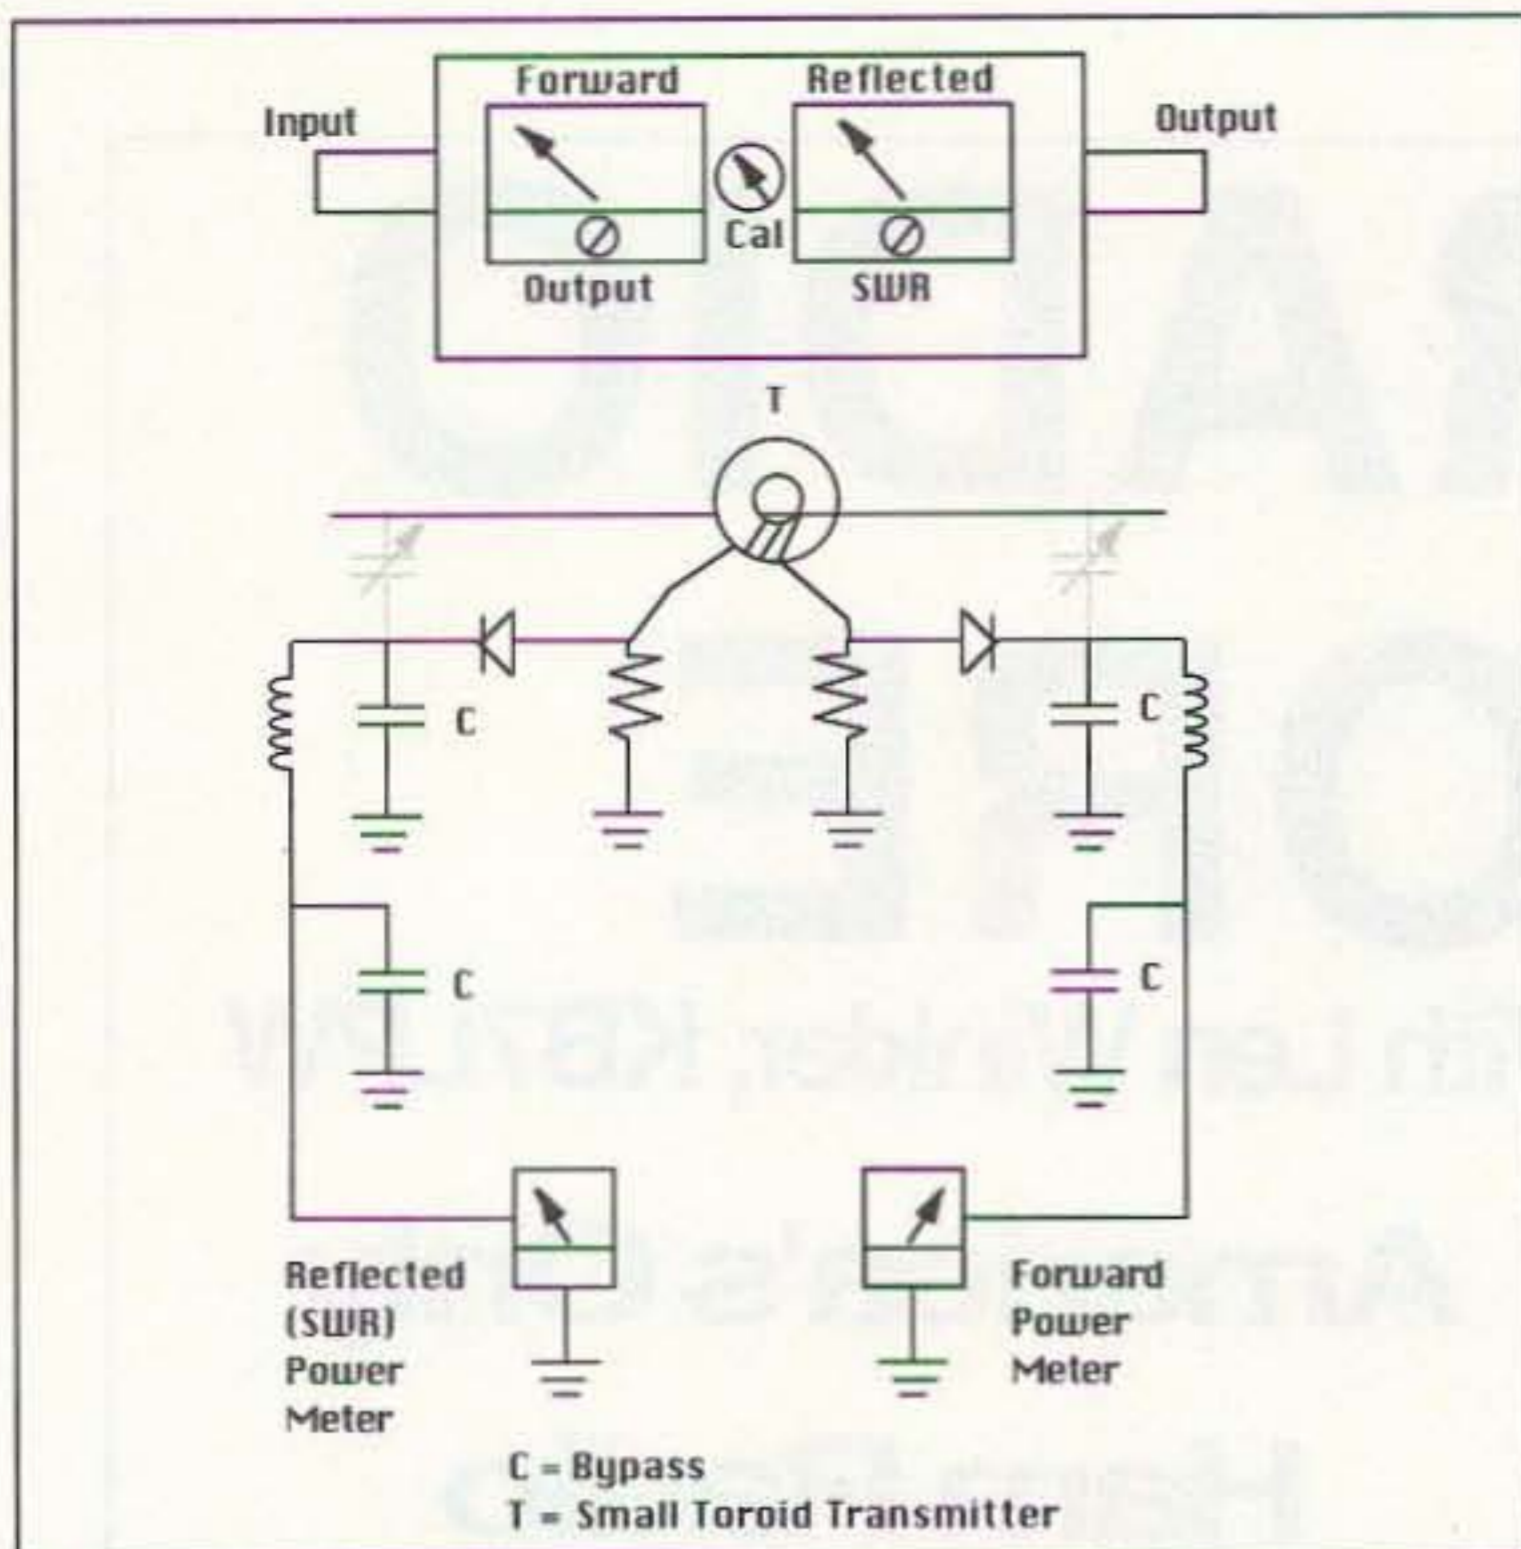 Forward
Reflected
Input
Output
Cal
Output
SWR
T
C
C
C
C
Reflected
(SWR)
Power
Meter
Forward
Power
Meter
C = Bypass
T = Small Toroid Transmitter